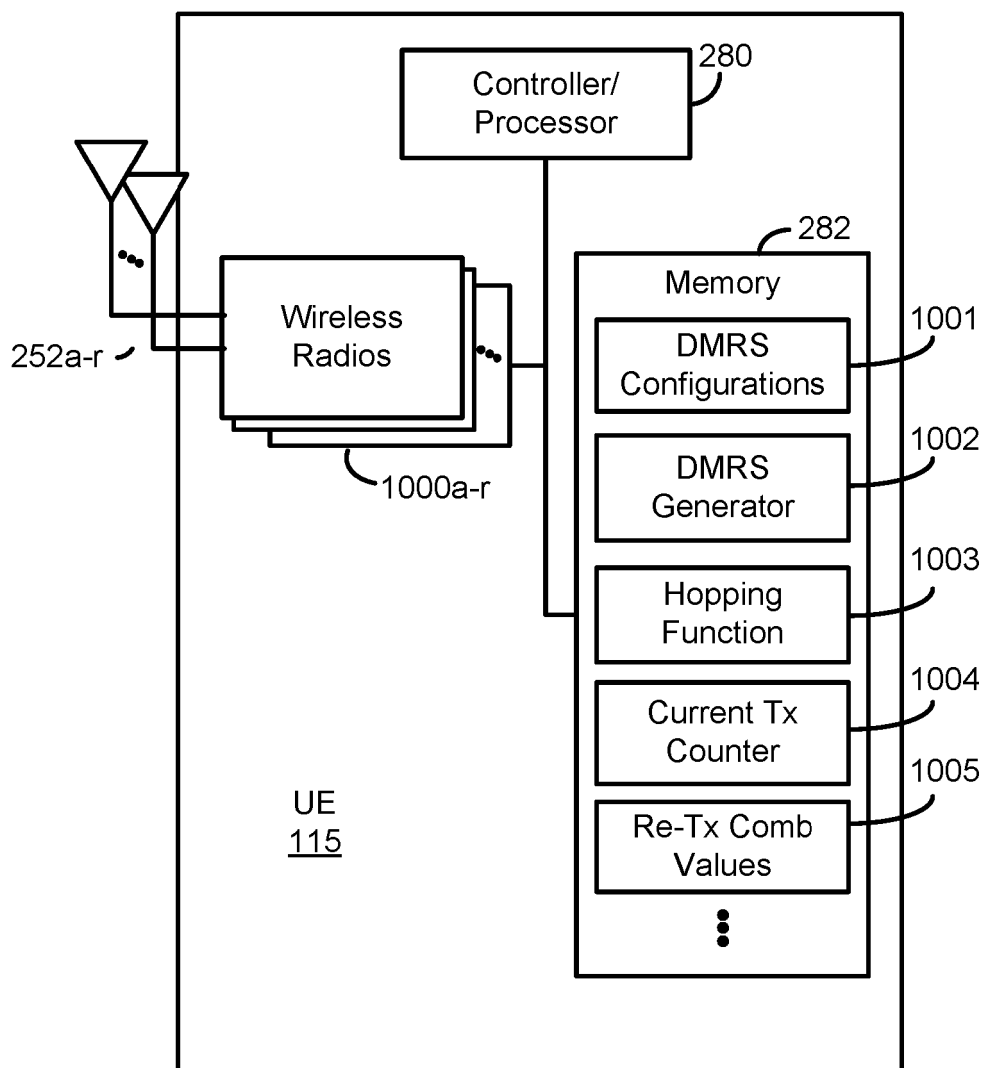 280
Controller/
Processor
282
Memory
Wireless
Radios
252a-r
1000a-r
1001
DMRS
Configurations
1002
DMRS
Generator
1003
Hopping
Function
1004
Current Tx
Counter
1005
Re-Tx Comb
Values
UE
115